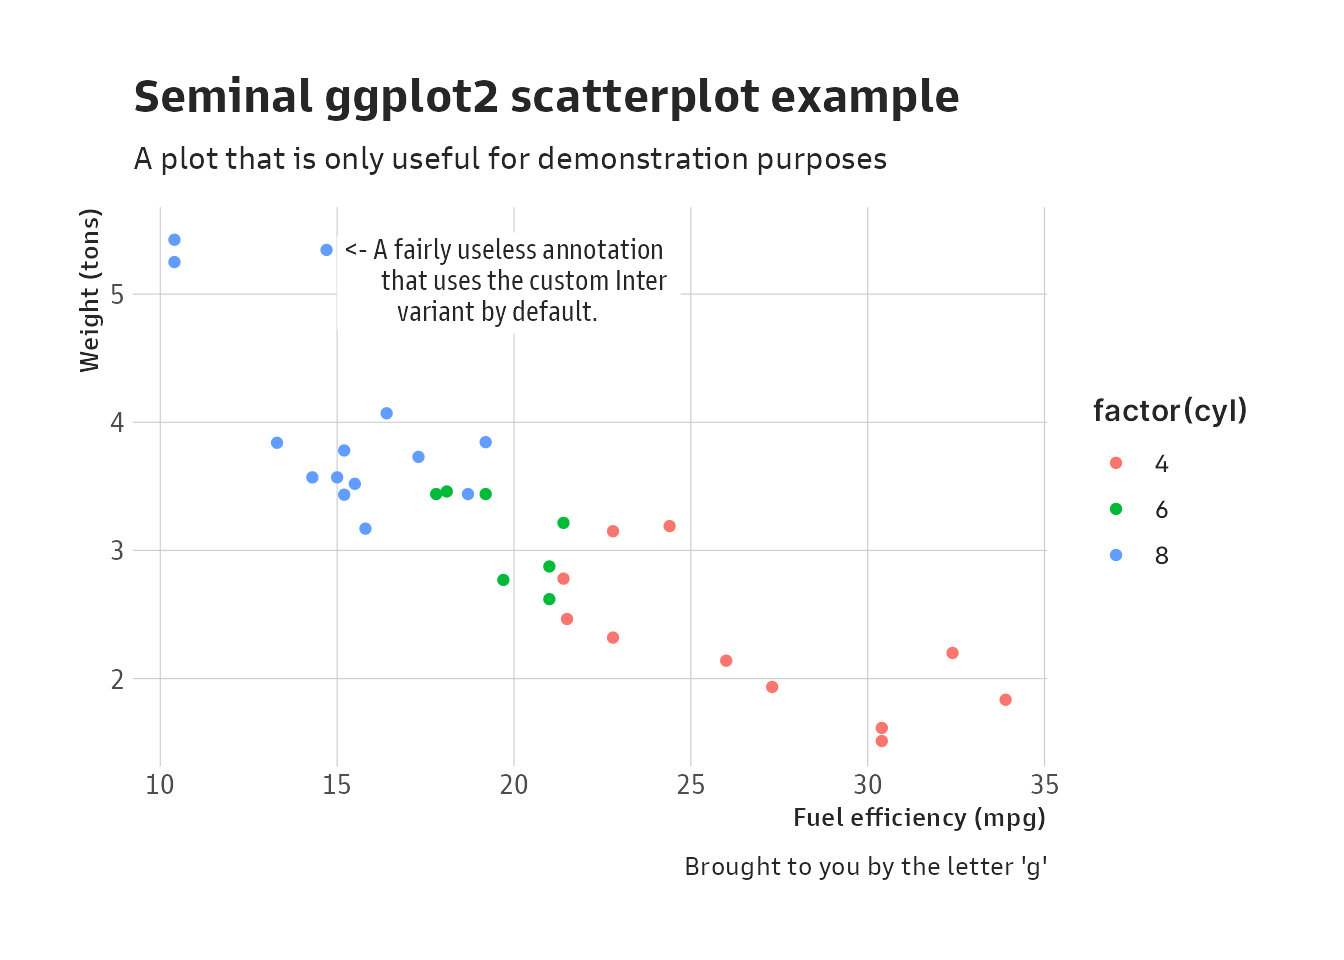 Seminal ggplot2 scatterplot example
A plot that is only useful for demonstration purposes
Weight (tons)
<- A fairly useless annotation
that uses the custom Inter
variant by default.
5
4
3
2
10 15 20 25 30 35
Fuel efficiency (mpg)
factor(cyl)
4
6
8
Brought to you by the letter 'g'